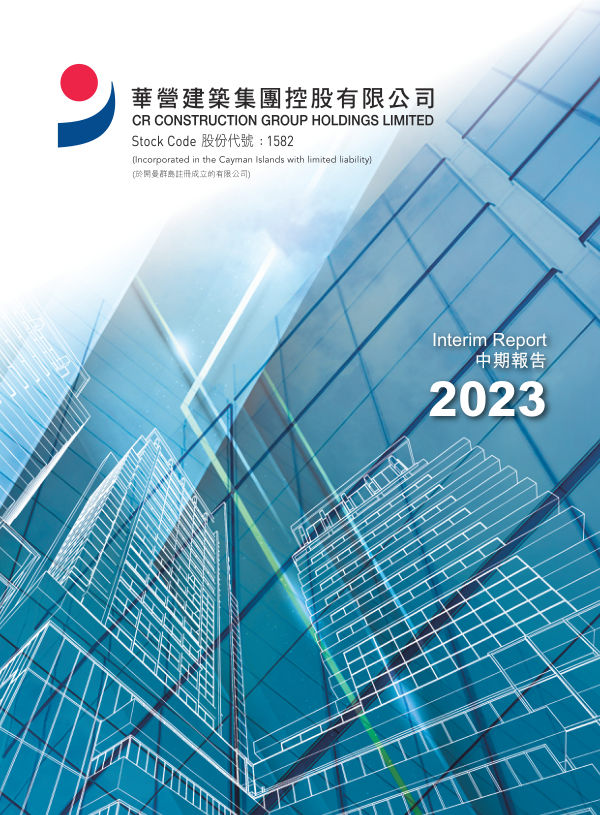 華營建築集團控股有限公司
CR CONSTRUCTION GROUP HOLDINGS LIMITED
Stock Code 股份代號：1582
(Incorporated in the Cayman Islands with limited liability)
(於開曼群島註冊成立的有限公司)
Interim Report
中期報告
2023